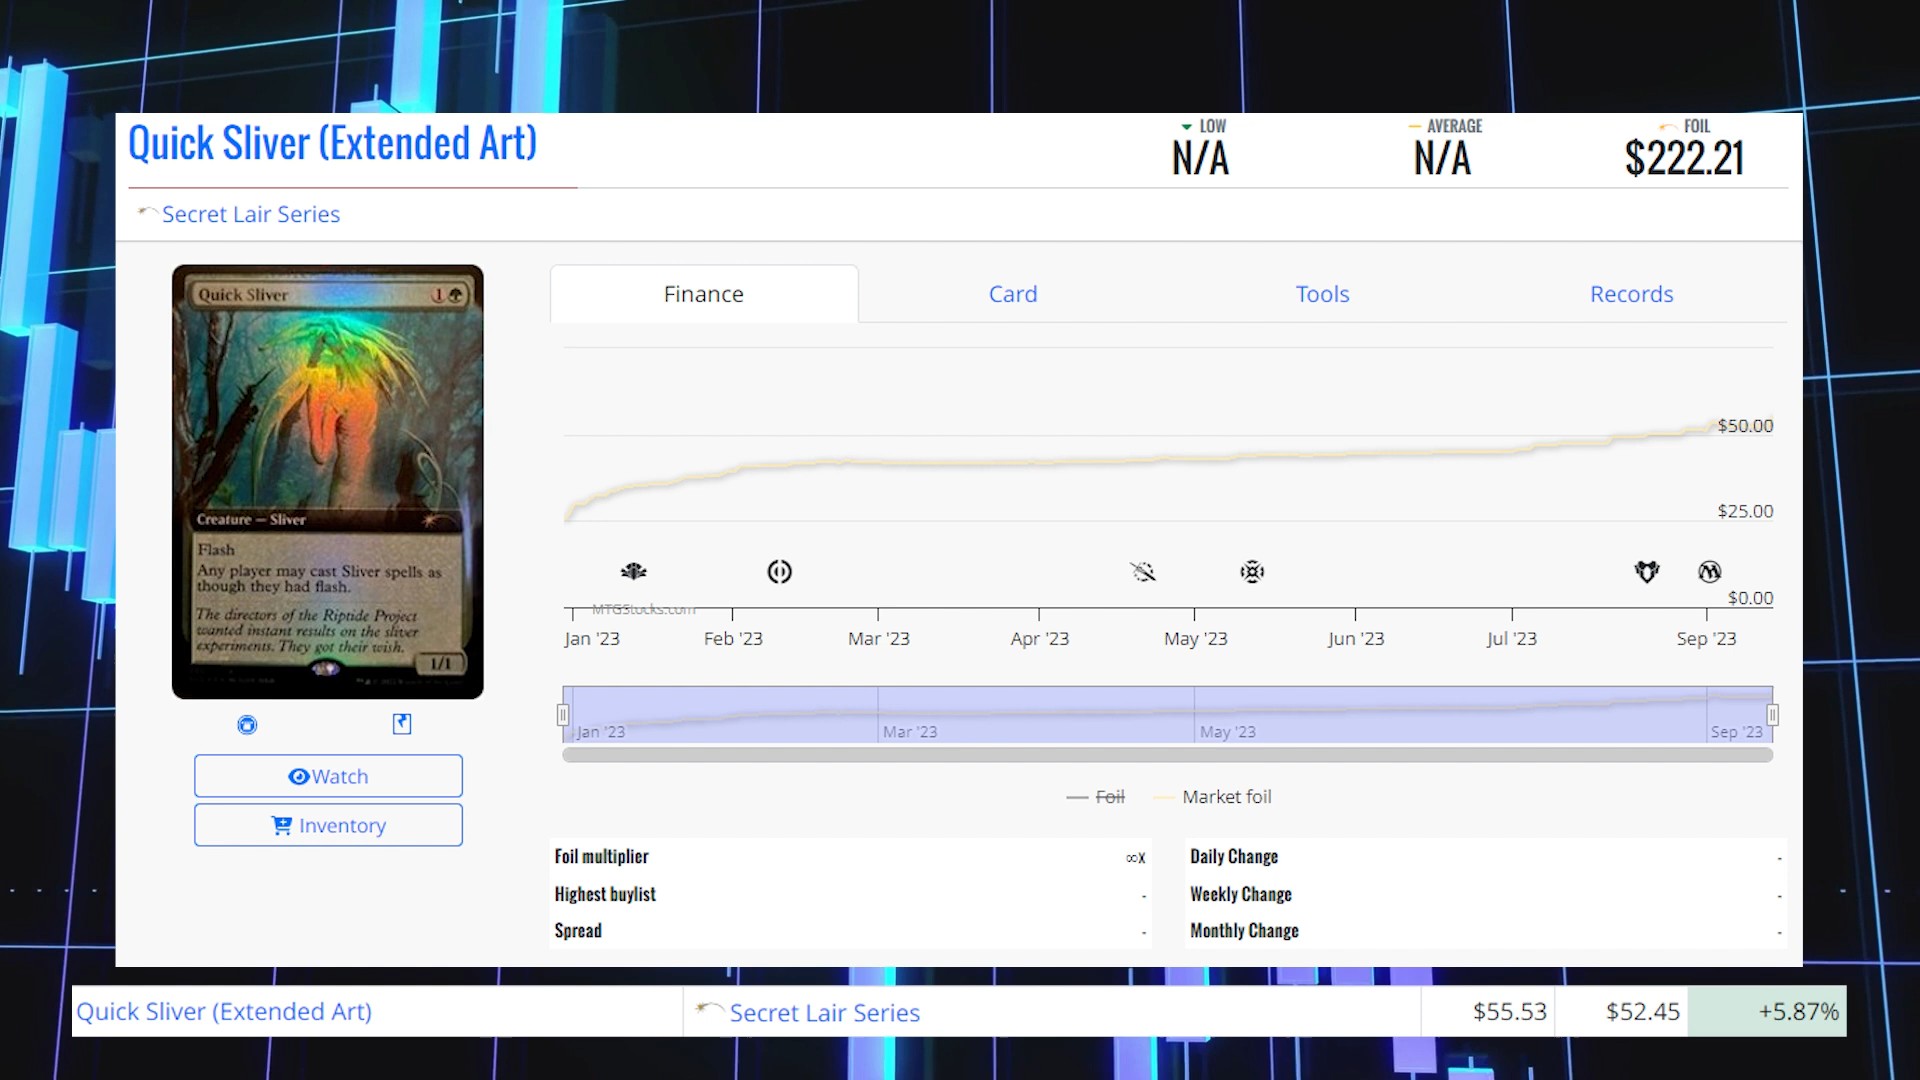 Quick Sliver (Extended Art)
LOW
N/A
AVERAGE
N/A
FOIL
$222.21
Secret Lair Series
Quick Sliver 1
Creature — Sliver
Flash
Any player may cast Sliver spells as
though they had flash.
The directors of the Riptide Project
wanted instant results on the sliver
experiments. They got their wish.
1/1
Watch
Inventory
Finance
Card
Tools
Records
$50.00
$25.00
$0.00
MTGStocks.com
Jan '23
Feb '23
Mar '23
Apr '23
May '23
Jun '23
Jul '23
Sep '23
Jan '23
Mar '23
May '23
Sep '23
Foil
Market foil
Foil multiplier ∞X
Highest buylist -
Spread -
Daily Change -
Weekly Change -
Monthly Change -
Quick Sliver (Extended Art)
Secret Lair Series
$55.53
$52.45
+5.87%